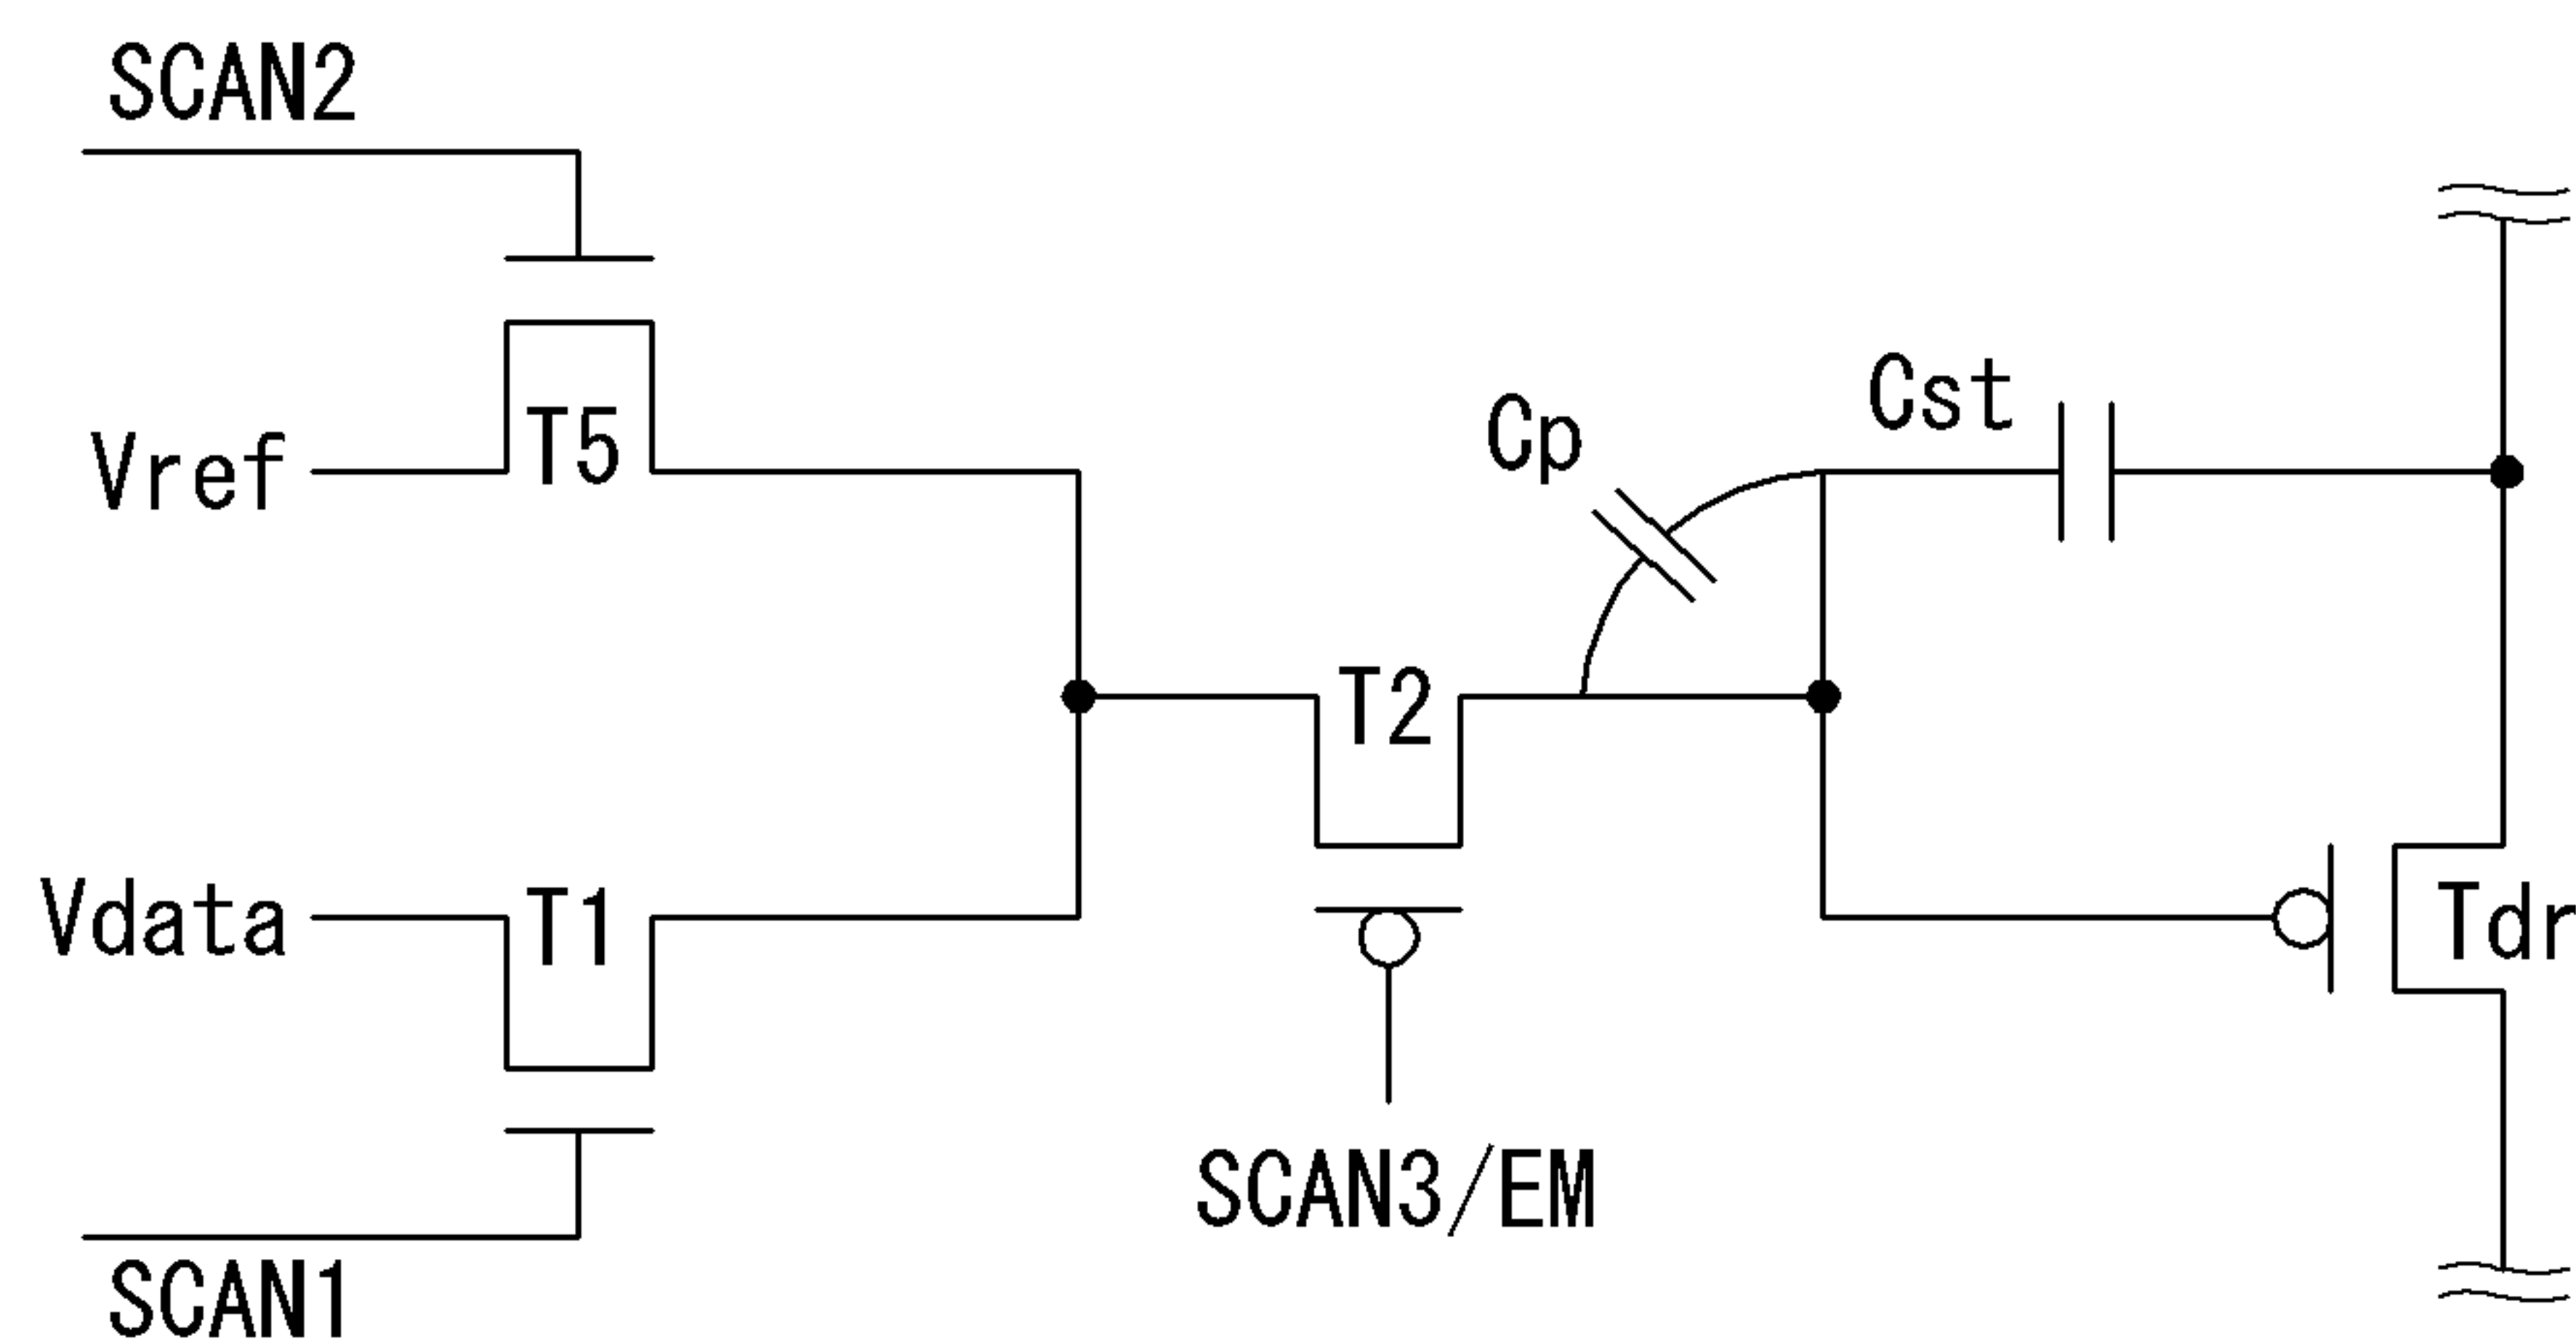 SCAN2
Cst
Cp
T5
Vref
T2
Vdata
T1
Tdr
SCAN3/EM
SCAN1